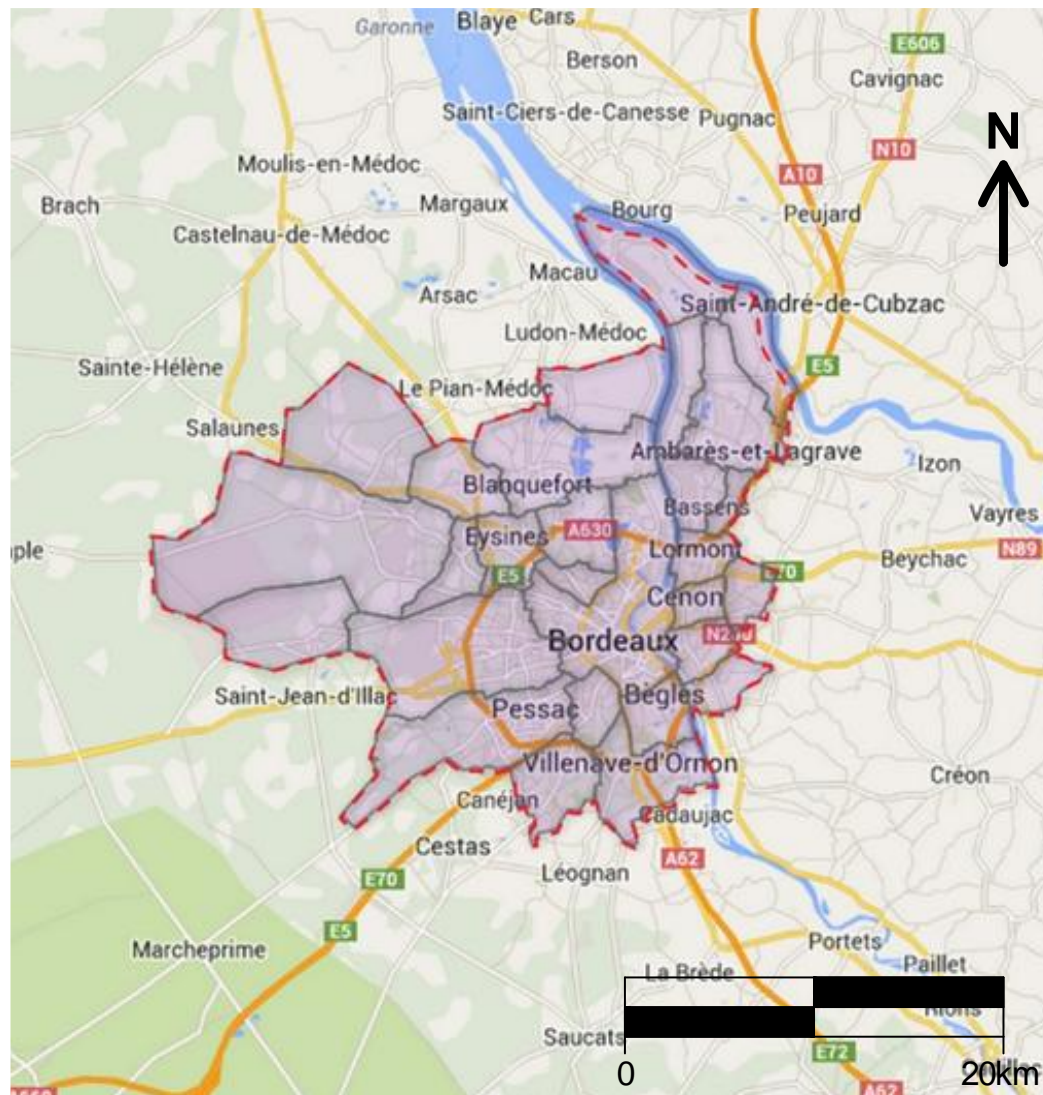 Garonne
Blaye
Cars
E606
Berson
Cavignac
Saint-Ciers-de-Canesse
Pugnac
N
N10
Moulis-en-Médoc
A10
Brach
Margaux
Bourg
Peujard
Castelnau-de-Médoc
Macau
Arsac
Saint-André-de-Cubzac
Ludon-Médoc
Sainte-Hélène
E5
Le Pian-Médoc
Salaunes
Ambarès-et-Lagrave
Izon
Blanquefort
Bassens
Vayres
Eysines
A630
Lormont
N89
Beychac
E5
E70
Cenon
Bordeaux
N230
Saint-Jean-d'Illac
Bègles
Pessac
Villenave-d'Ornon
Créon
Canéjan
Cadaujac
Cestas
A62
Léognan
E70
E5
Marcheprime
Portets
Paillet
La Brède
Rions
Saucats
E72
0
20km
A62